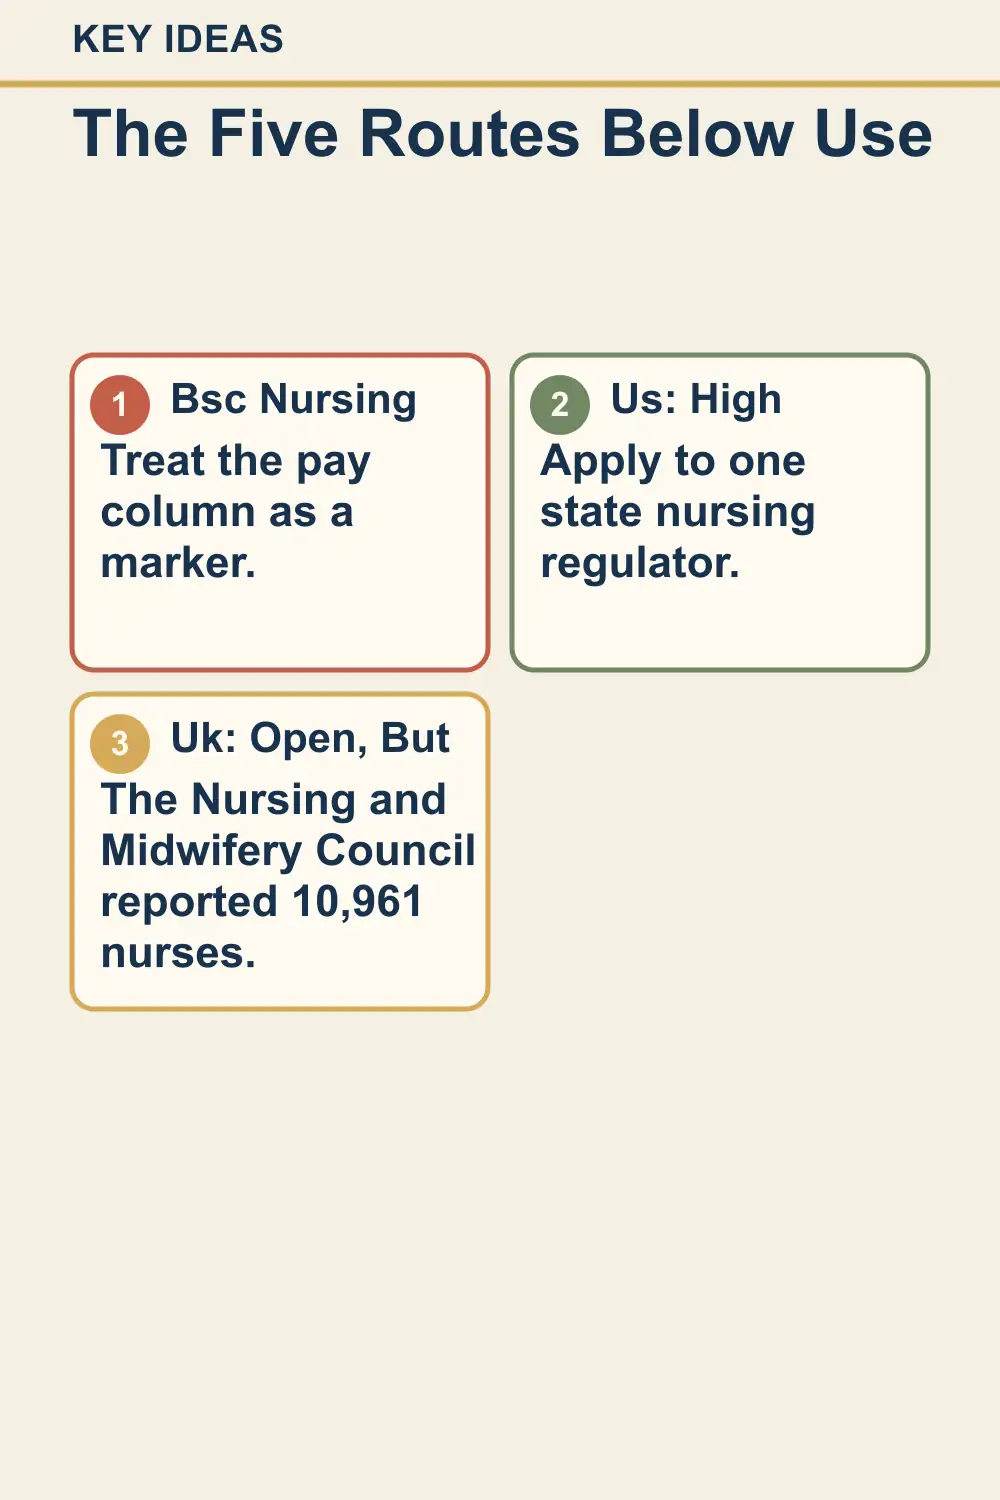 KEY IDEAS
The Five Routes Below Use
1 Bsc Nursing
Treat the pay
column as a
marker.
2 Us: High
Apply to one
state nursing
regulator.
3 Uk: Open, But
The Nursing and
Midwifery Council
reported 10,961
nurses.